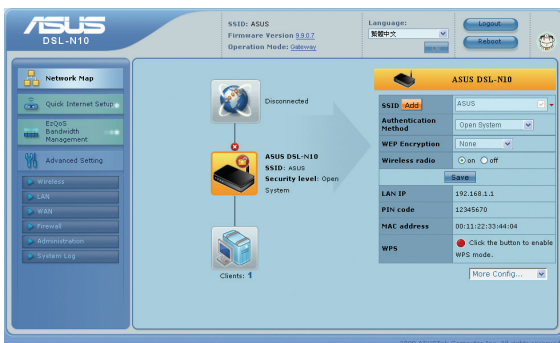 ASUS
DSL-N10
SSID: ASUS
Firmware Version 9.9.0.7
Operation Mode: Gateway
Language:
繁體中文
Logout
Reboot
Network Map
Quick Internet Setup
EzQoS
Bandwidth
Management
Advanced Setting
Wireless
LAN
WAN
Firewall
Administration
System Log
Disconnected
ASUS DSL-N10
SSID: ASUS
Security level: Open
System
Clients: 1
ASUS DSL-N10
SSID Add ASUS
Authentication
Method
Open System
WEP Encryption None
Wireless radio on off
Save
LAN IP 192.168.1.1
PIN code 12345670
MAC address 00:11:22:33:44:04
WPS
Click the button to enable
WPS mode.
More Config...